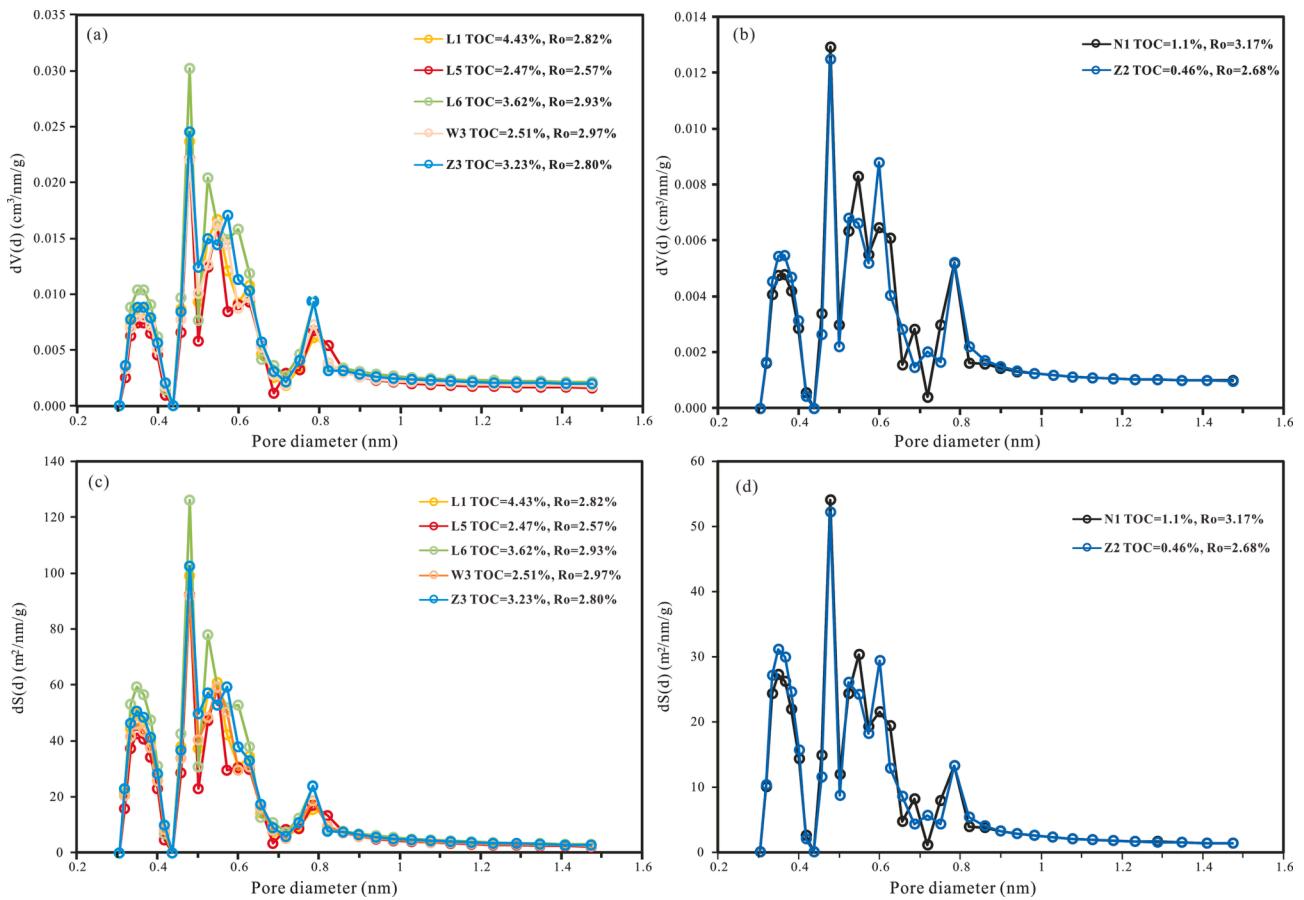 (a)
L1 TOC=4.43%, Ro=2.82%
L5 TOC=2.47%, Ro=2.57%
L6 TOC=3.62%, Ro=2.93%
W3 TOC=2.51%, Ro=2.97%
Z3 TOC=3.23%, Ro=2.80%
dV(d) (cm³/nm/g)
0.035
0.030
0.025
0.020
0.015
0.010
0.005
0.000
0.2 0.4 0.6 0.8 1 1.2 1.4 1.6
Pore diameter (nm)
(b)
N1 TOC=1.1%, Ro=3.17%
Z2 TOC=0.46%, Ro=2.68%
dV(d) (cm³/nm/g)
0.014
0.012
0.010
0.008
0.006
0.004
0.002
0.000
0.2 0.4 0.6 0.8 1 1.2 1.4 1.6
Pore diameter (nm)
(c)
L1 TOC=4.43%, Ro=2.82%
L5 TOC=2.47%, Ro=2.57%
L6 TOC=3.62%, Ro=2.93%
W3 TOC=2.51%, Ro=2.97%
Z3 TOC=3.23%, Ro=2.80%
dS(d) (m²/nm/g)
140
120
100
80
60
40
20
0
0.2 0.4 0.6 0.8 1 1.2 1.4 1.6
Pore diameter (nm)
(d)
N1 TOC=1.1%, Ro=3.17%
Z2 TOC=0.46%, Ro=2.68%
dS(d) (m²/nm/g)
60
50
40
30
20
10
0
0.2 0.4 0.6 0.8 1 1.2 1.4 1.6
Pore diameter (nm)